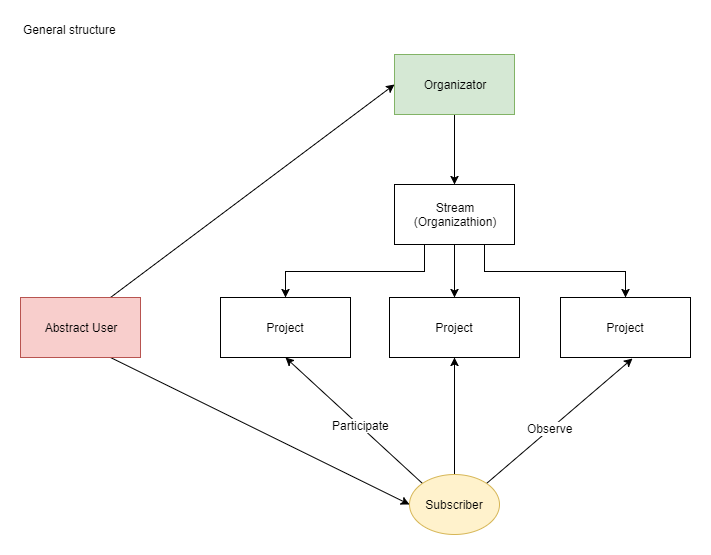 General structure
Organizator
Stream
(Organizathion)
Abstract User
Project
Project
Project
Participate
Observe
Subscriber